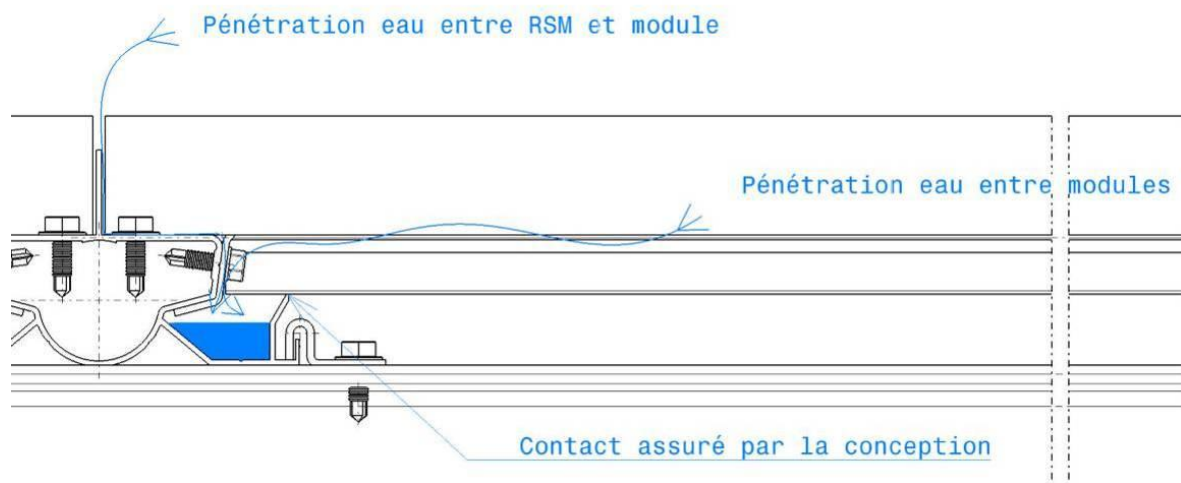 Pénétration eau entre RSM et module
Pénétration eau entre modules
Contact assuré par la conception